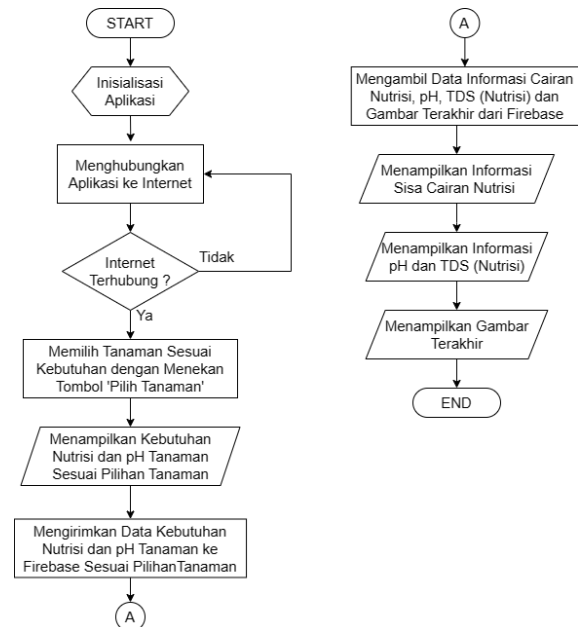 START
Inisialisasi
Aplikasi
Menghubungkan
Aplikasi ke Internet
Internet
Terhubung ?
Tidak
Ya
Memilih Tanaman Sesuai
Kebutuhan dengan Menekan
Tombol 'Pilih Tanaman'
Menampilkan Kebutuhan
Nutrisi dan pH Tanaman
Sesuai Pilihan Tanaman
Mengirimkan Data Kebutuhan
Nutrisi dan pH Tanaman ke
Firebase Sesuai PilihanTanaman
A
A
Mengambil Data Informasi Cairan
Nutrisi, pH, TDS (Nutrisi) dan
Gambar Terakhir dari Firebase
Menampilkan Informasi
Sisa Cairan Nutrisi
Menampilkan Informasi
pH dan TDS (Nutrisi)
Menampilkan Gambar
Terakhir
END